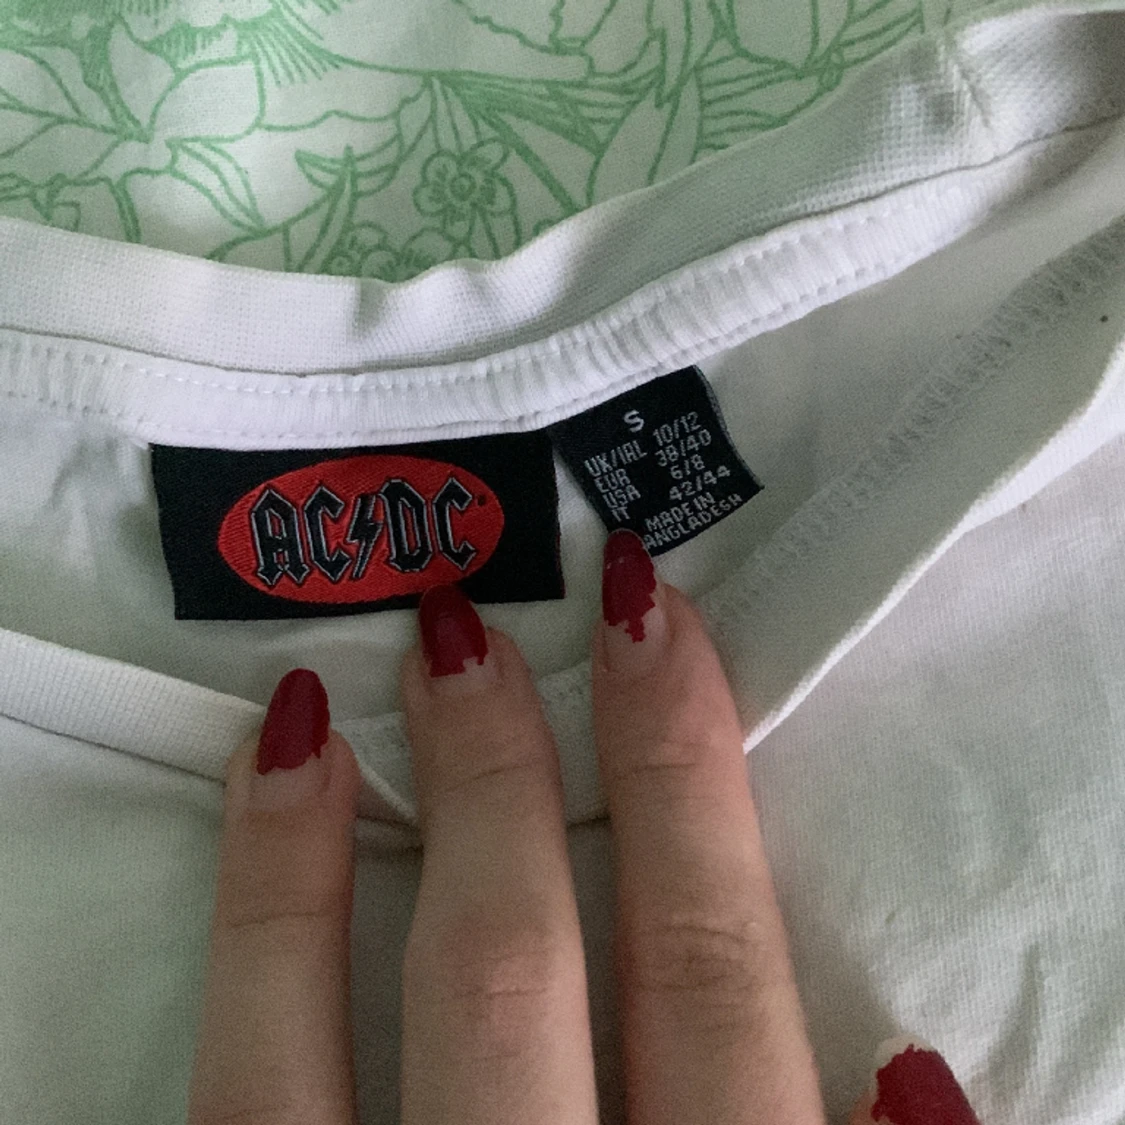 AC⚡DC
S
UK/IRL 10/12
EUR 38/40
USA 6/8
IT 42/44
MADE IN
BANGLADESH